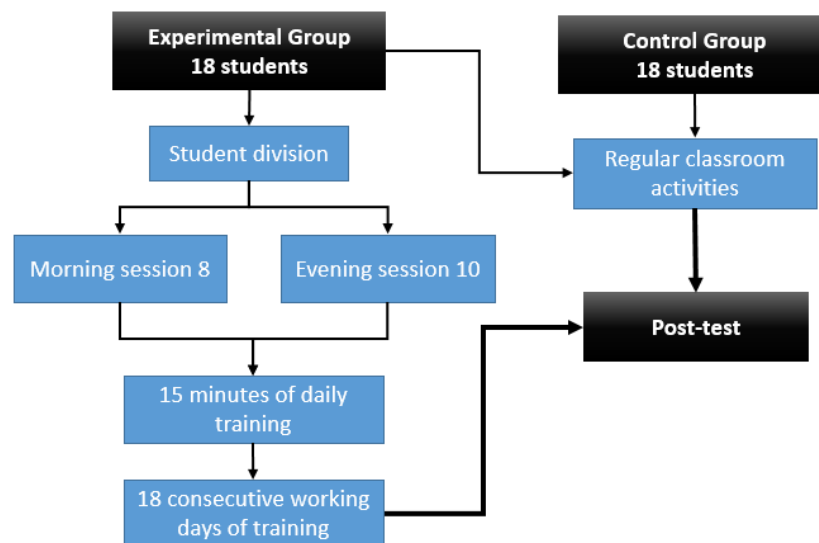 Experimental Group
18 students
Control Group
18 students
Student division
Regular classroom
activities
Morning session 8
Evening session 10
Post-test
15 minutes of daily
training
18 consecutive working
days of training